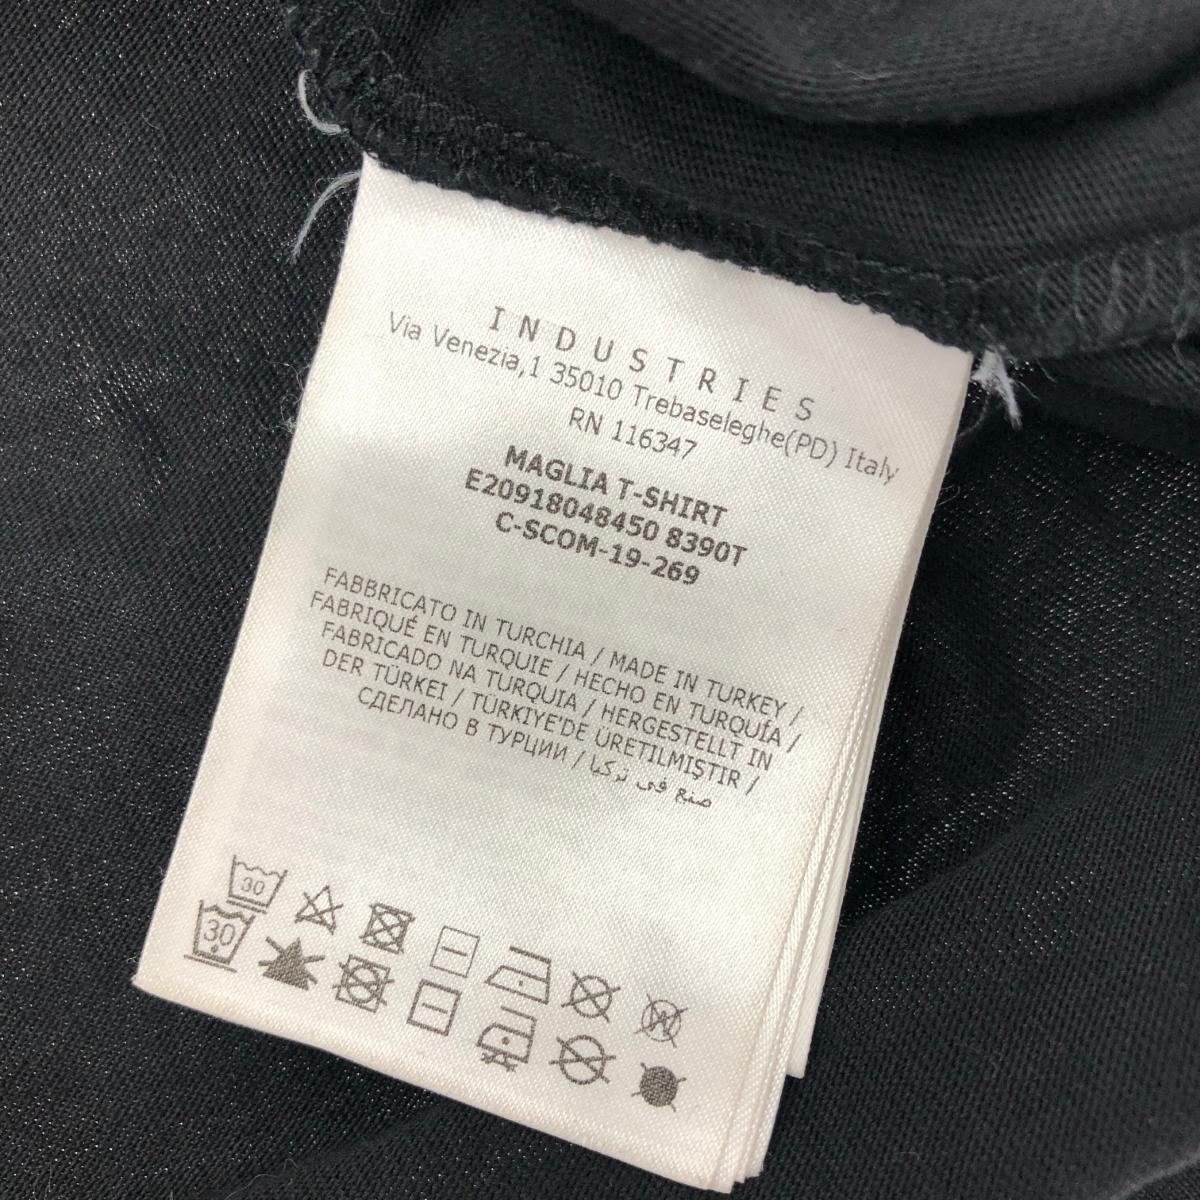 INDUSTRIES
Via Venezia,1 35010 Trebaseleghe(PD) Italy
RN 116347
MAGLIA T-SHIRT
E20918048450 8390T
C-SCOM-19-269
FABBRICATO IN TURCHIA / MADE IN TURKEY /
FABRIQUÉ EN TURQUIE / HECHO EN TURQUÍA /
FABRICADO NA TURQUIA / HERGESTELLT IN
DER TÜRKEI / TÜRKIYE'DE ÜRETILMIŞTIR /
СДЕЛАНО В ТУРЦИИ / صنع في تركيا
30
W
30